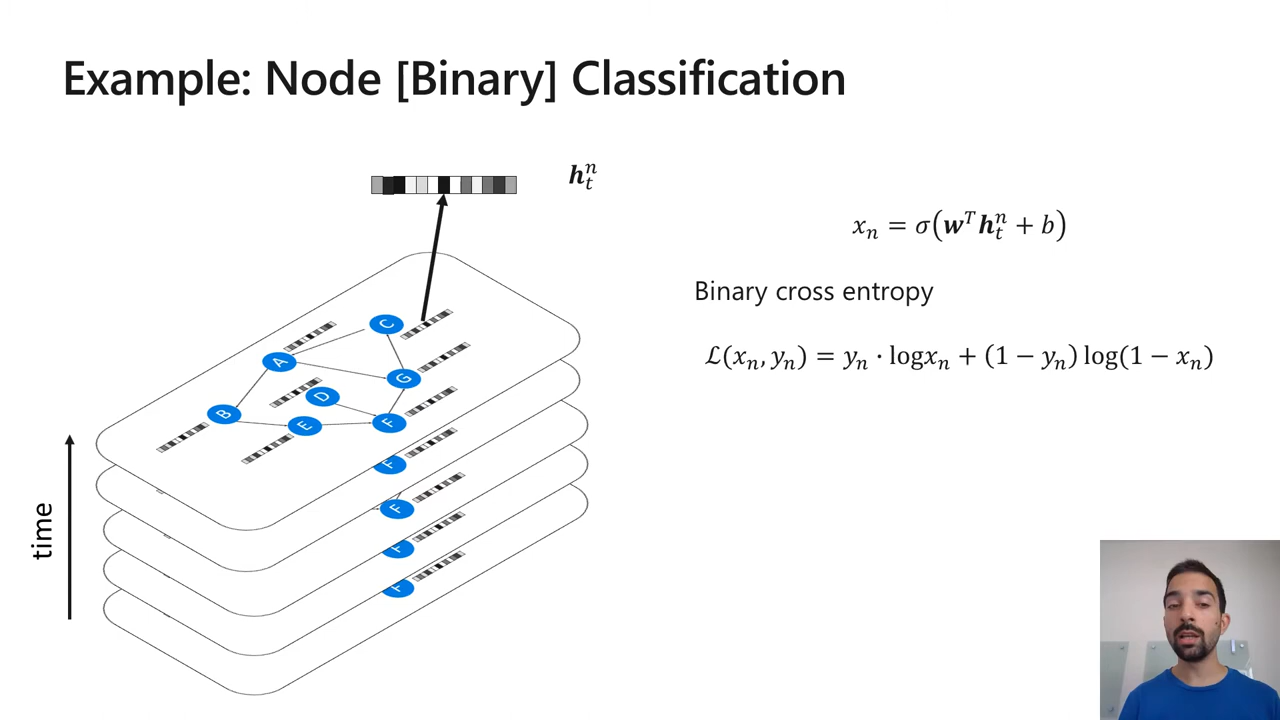 Example: Node [Binary] Classification
𝒉ₜⁿ
xₙ = σ(𝒘ᵀ𝒉ₜⁿ + b)
Binary cross entropy
ℒ(xₙ, yₙ) = yₙ · logxₙ + (1 − yₙ) log(1 − xₙ)
C
A
G
D
B
E
F
F
F
F
F
time